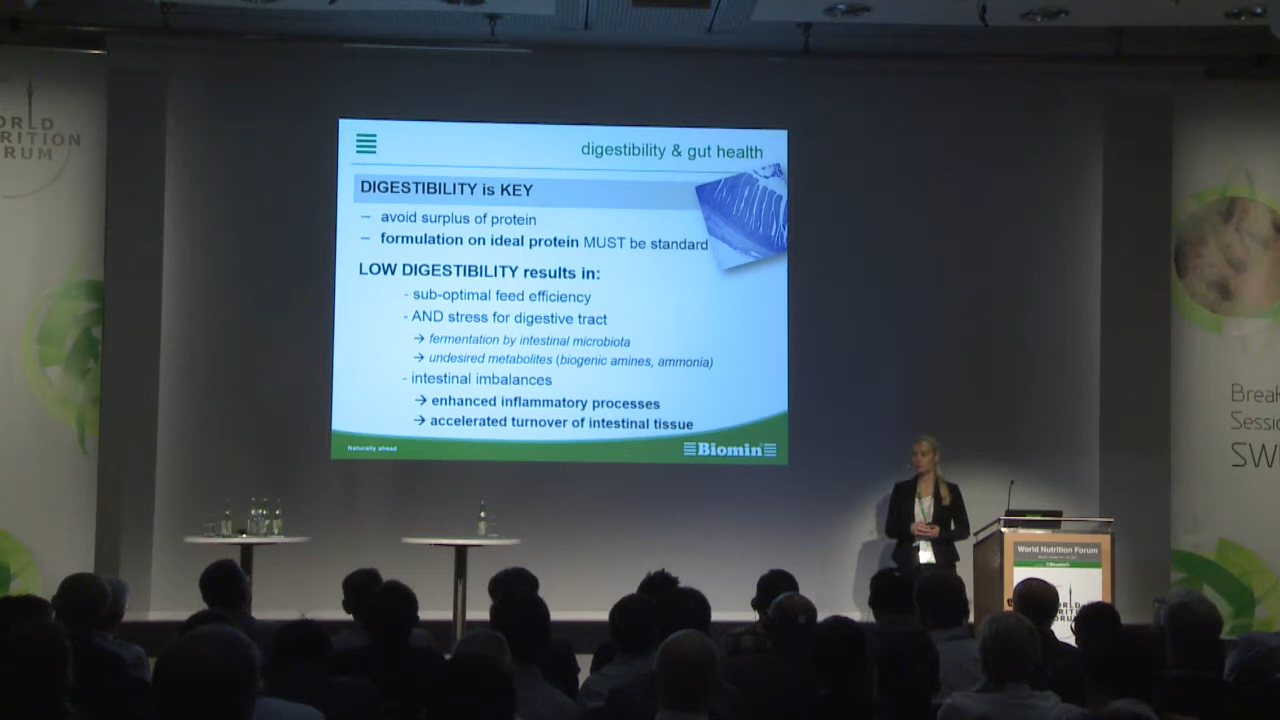 ORLD
RITION
RUM
digestibility & gut health
DIGESTIBILITY is KEY
– avoid surplus of protein
– formulation on ideal protein MUST be standard
LOW DIGESTIBILITY results in:
- sub-optimal feed efficiency
- AND stress for digestive tract
→ fermentation by intestinal microbiota
→ undesired metabolites (biogenic amines, ammonia)
- intestinal imbalances
→ enhanced inflammatory processes
→ accelerated turnover of intestinal tissue
Naturally ahead
Biomin
Break
Sessio
SW
World Nutrition Forum
Biomin